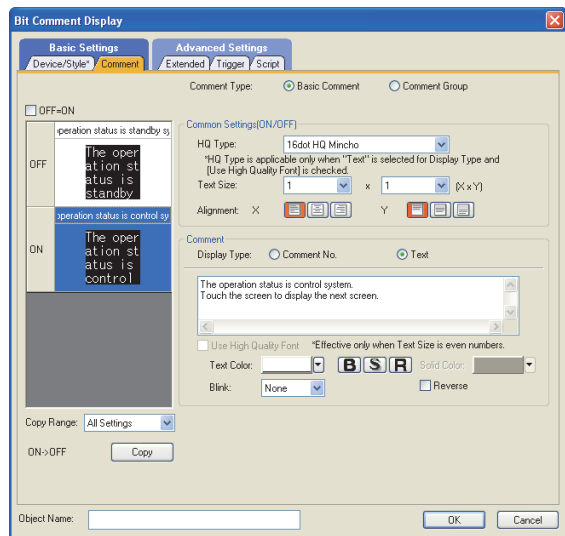 Bit Comment Display
Basic Settings
Advanced Settings
Device/Style* Comment Extended Trigger Script
Comment Type: Basic Comment Comment Group
OFF=ON
peration status is standby sy
OFF
The oper
ation st
atus is
standby
operation status is control sy
ON
The oper
ation st
atus is
control
Common Settings(ON/OFF)
HQ Type: 16dot HQ Mincho
*HQ Type is applicable only when "Text" is selected for Display Type and
[Use High Quality Font] is checked.
Text Size: 1 x 1 (X x Y)
Alignment: X Y
Comment
Display Type: Comment No. Text
The operation status is control system.
Touch the screen to display the next screen.
Use High Quality Font *Effective only when Text Size is even numbers.
Text Color: B S R Solid Color:
Blink: None Reverse
Copy Range: All Settings
ON->OFF Copy
Object Name:
OK Cancel